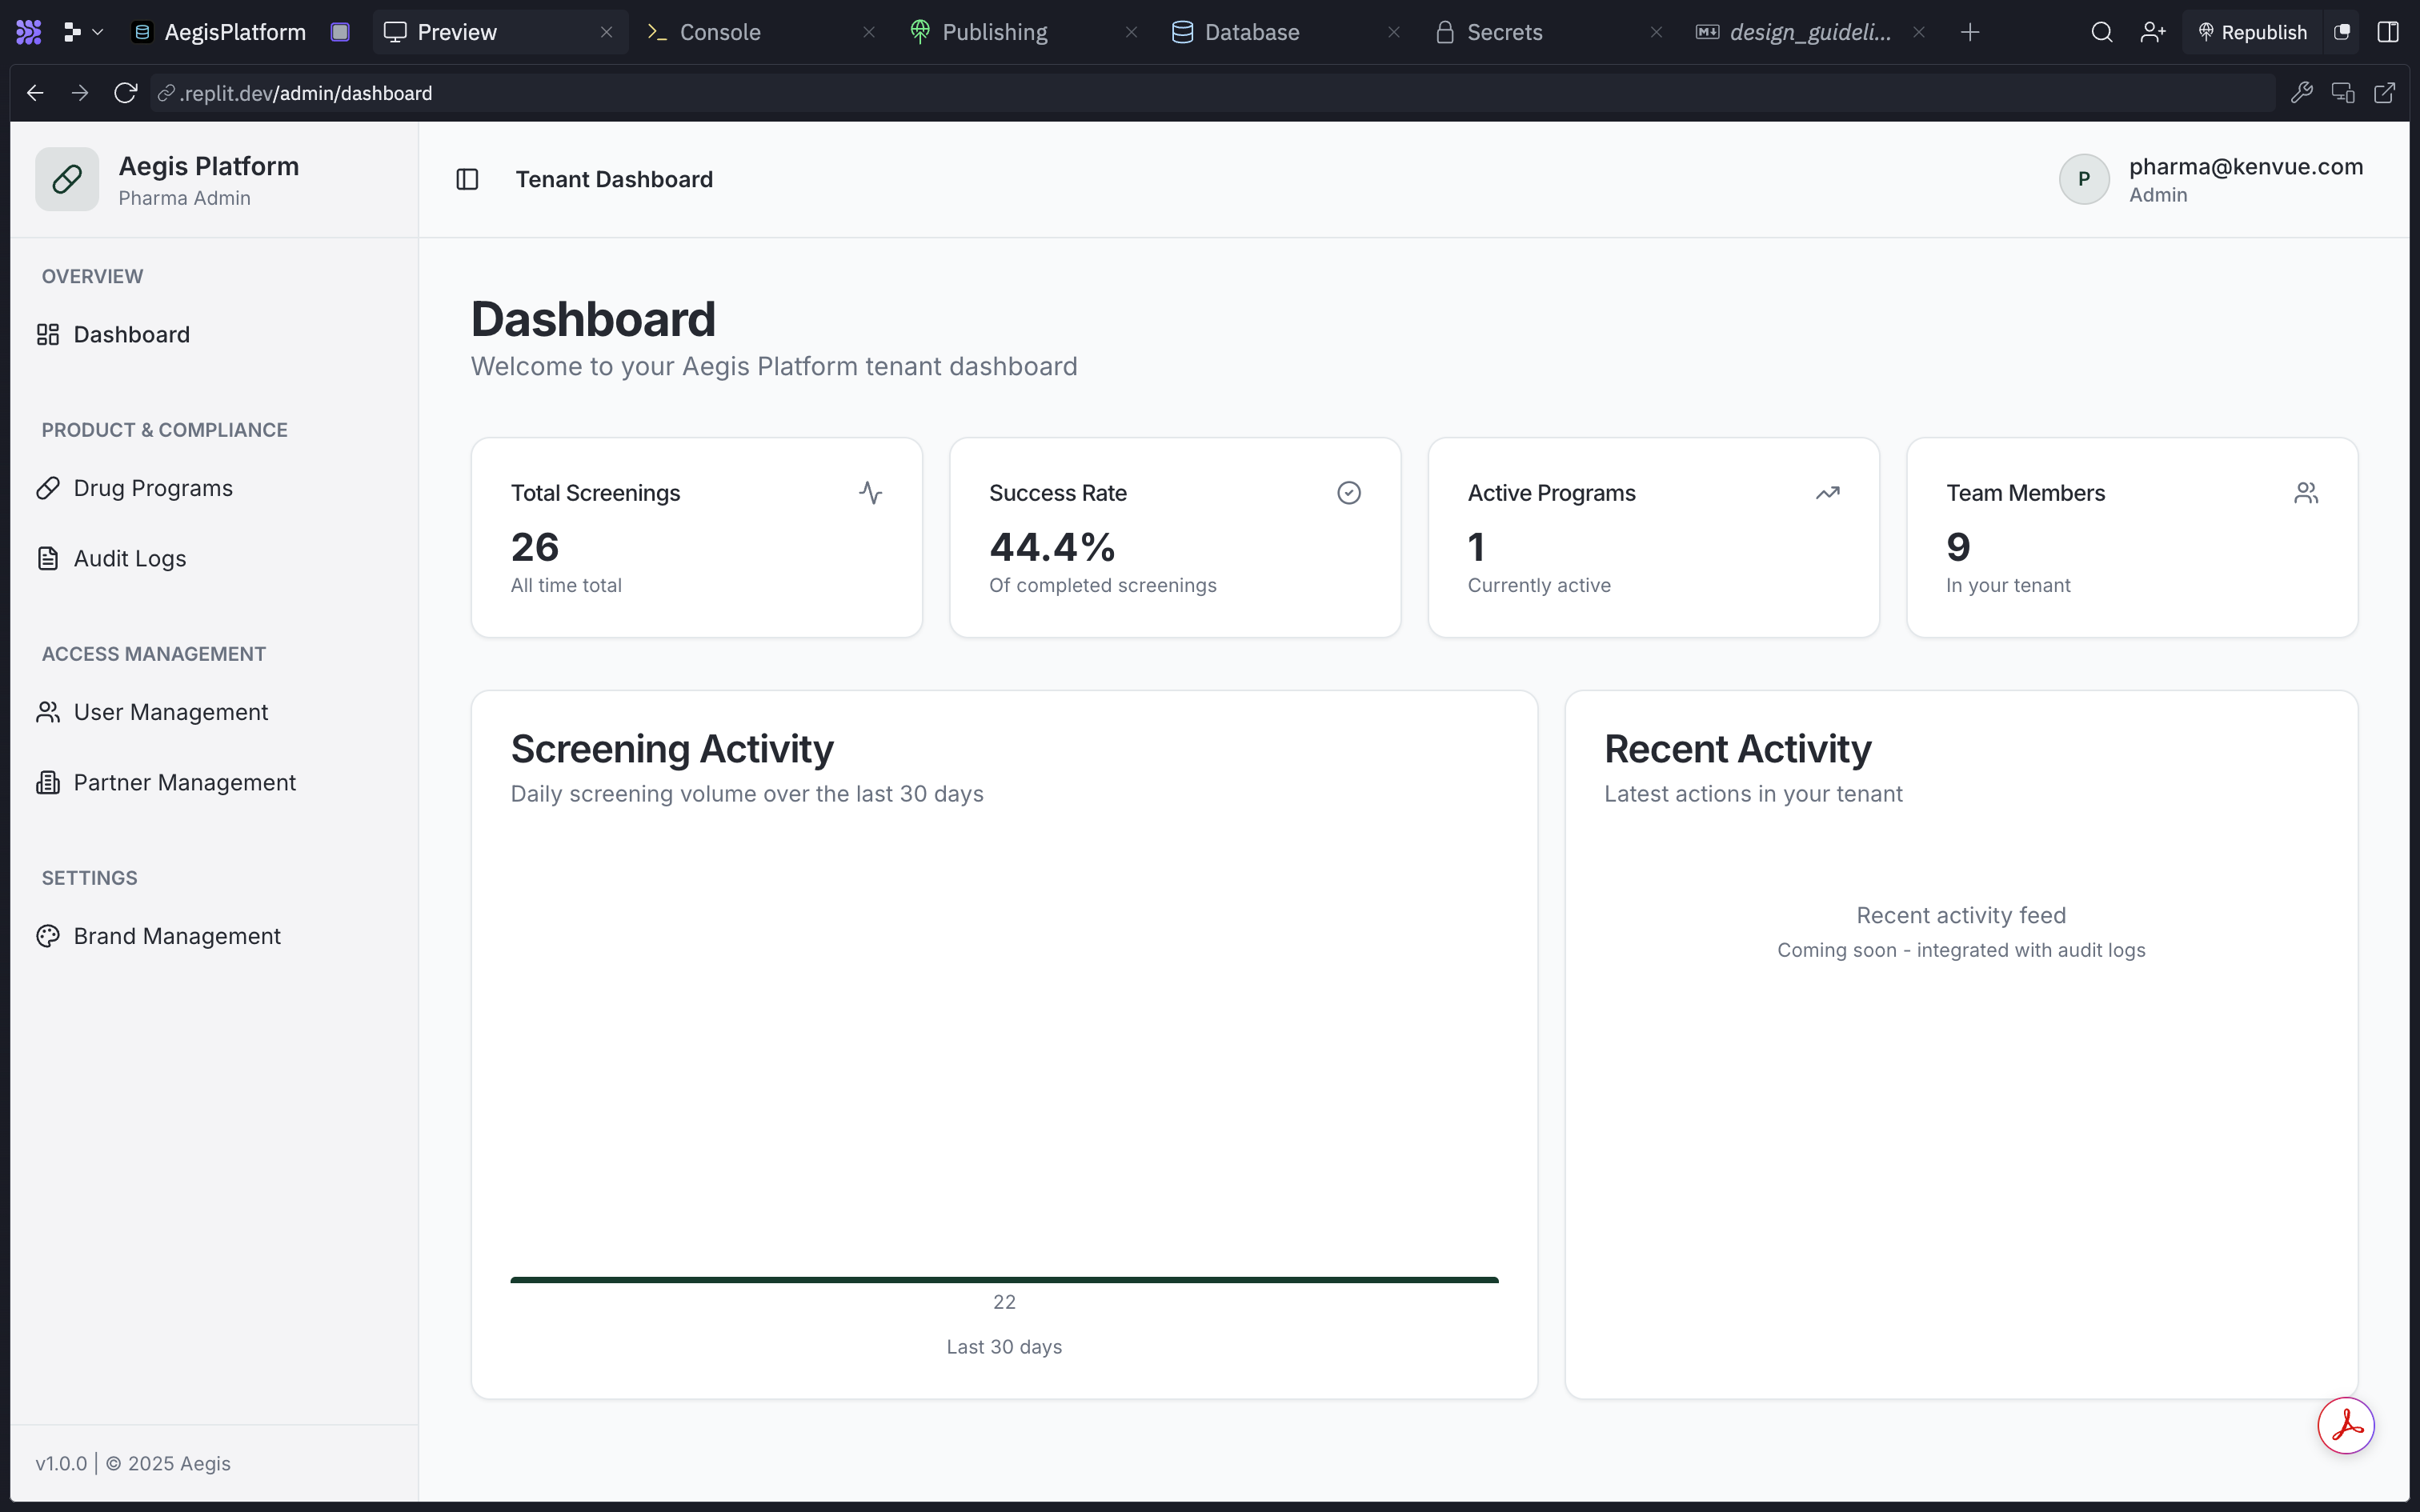 AegisPlatform
Preview
Console
Publishing
Database
Secrets
design_guideli...
Republish
.replit.dev/admin/dashboard
Aegis Platform
Pharma Admin
Tenant Dashboard
P
pharma@kenvue.com
Admin
OVERVIEW
Dashboard
PRODUCT & COMPLIANCE
Drug Programs
Audit Logs
ACCESS MANAGEMENT
User Management
Partner Management
SETTINGS
Brand Management
v1.0.0 | © 2025 Aegis
Dashboard
Welcome to your Aegis Platform tenant dashboard
Total Screenings
26
All time total
Success Rate
44.4%
Of completed screenings
Active Programs
1
Currently active
Team Members
9
In your tenant
Screening Activity
Daily screening volume over the last 30 days
22
Last 30 days
Recent Activity
Latest actions in your tenant
Recent activity feed
Coming soon - integrated with audit logs